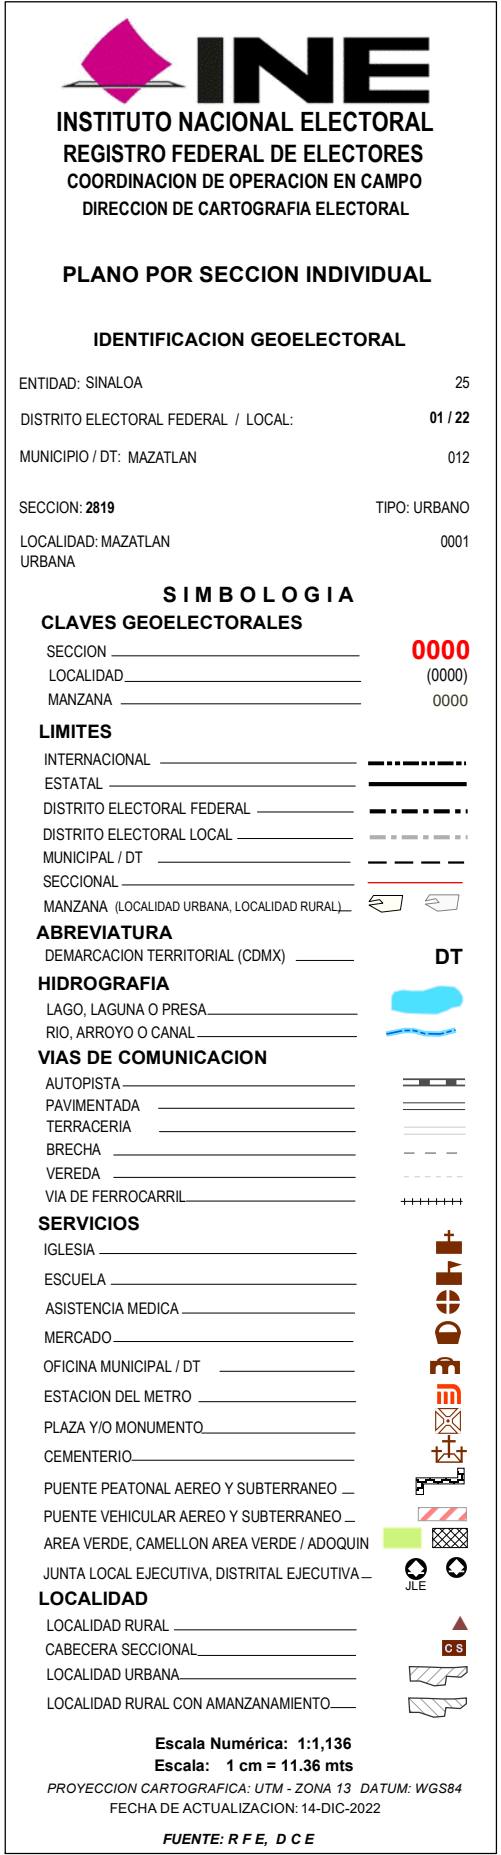 INE
INSTITUTO NACIONAL ELECTORAL
REGISTRO FEDERAL DE ELECTORES
COORDINACION DE OPERACION EN CAMPO
DIRECCION DE CARTOGRAFIA ELECTORAL
PLANO POR SECCION INDIVIDUAL
IDENTIFICACION GEOELECTORAL
ENTIDAD: SINALOA 25
DISTRITO ELECTORAL FEDERAL / LOCAL: 01 / 22
MUNICIPIO / DT: MAZATLAN 012
SECCION: 2819 TIPO: URBANO
LOCALIDAD: MAZATLAN 0001
URBANA
SIMBOLOGIA
CLAVES GEOELECTORALES
SECCION 0000
LOCALIDAD (0000)
MANZANA 0000
LIMITES
INTERNACIONAL
ESTATAL
DISTRITO ELECTORAL FEDERAL
DISTRITO ELECTORAL LOCAL
MUNICIPAL / DT
SECCIONAL
MANZANA (LOCALIDAD URBANA, LOCALIDAD RURAL)
ABREVIATURA
DEMARCACION TERRITORIAL (CDMX) DT
HIDROGRAFIA
LAGO, LAGUNA O PRESA
RIO, ARROYO O CANAL
VIAS DE COMUNICACION
AUTOPISTA
PAVIMENTADA
TERRACERIA
BRECHA
VEREDA
VIA DE FERROCARRIL
SERVICIOS
IGLESIA
ESCUELA
ASISTENCIA MEDICA
MERCADO
OFICINA MUNICIPAL / DT
ESTACION DEL METRO
PLAZA Y/O MONUMENTO
CEMENTERIO
PUENTE PEATONAL AEREO Y SUBTERRANEO
PUENTE VEHICULAR AEREO Y SUBTERRANEO
AREA VERDE, CAMELLON AREA VERDE / ADOQUIN
JUNTA LOCAL EJECUTIVA, DISTRITAL EJECUTIVA
JLE
LOCALIDAD
LOCALIDAD RURAL
CABECERA SECCIONAL C S
LOCALIDAD URBANA
LOCALIDAD RURAL CON AMANZANAMIENTO
Escala Numérica: 1:1,136
Escala: 1 cm = 11.36 mts
PROYECCION CARTOGRAFICA: UTM - ZONA 13 DATUM: WGS84
FECHA DE ACTUALIZACION: 14-DIC-2022
FUENTE: R F E, D C E